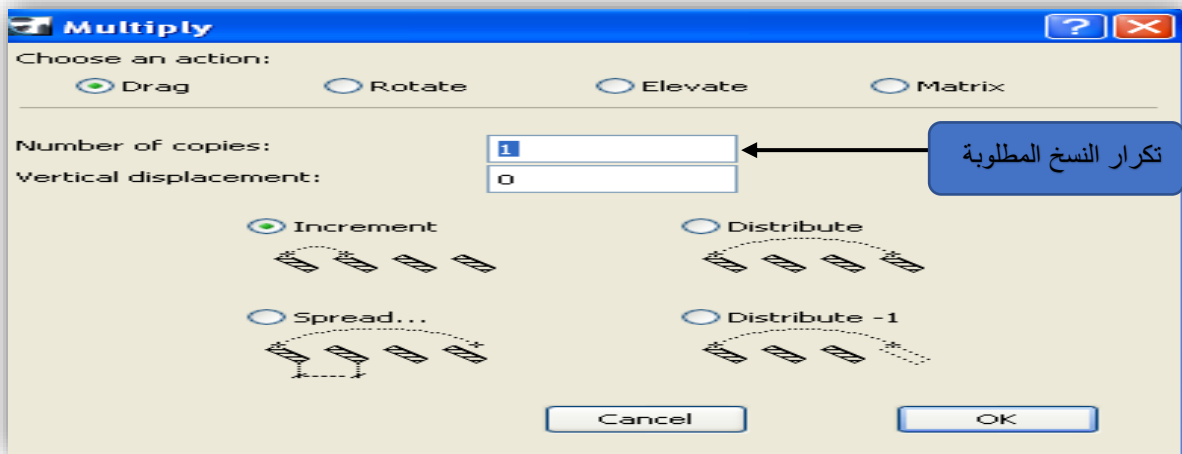 Multiply
Choose an action:
Drag Rotate Elevate Matrix
Number of copies: 1
تكرار النسخ المطلوبة
Vertical displacement: 0
Increment Distribute
Spread... Distribute -1
Cancel OK